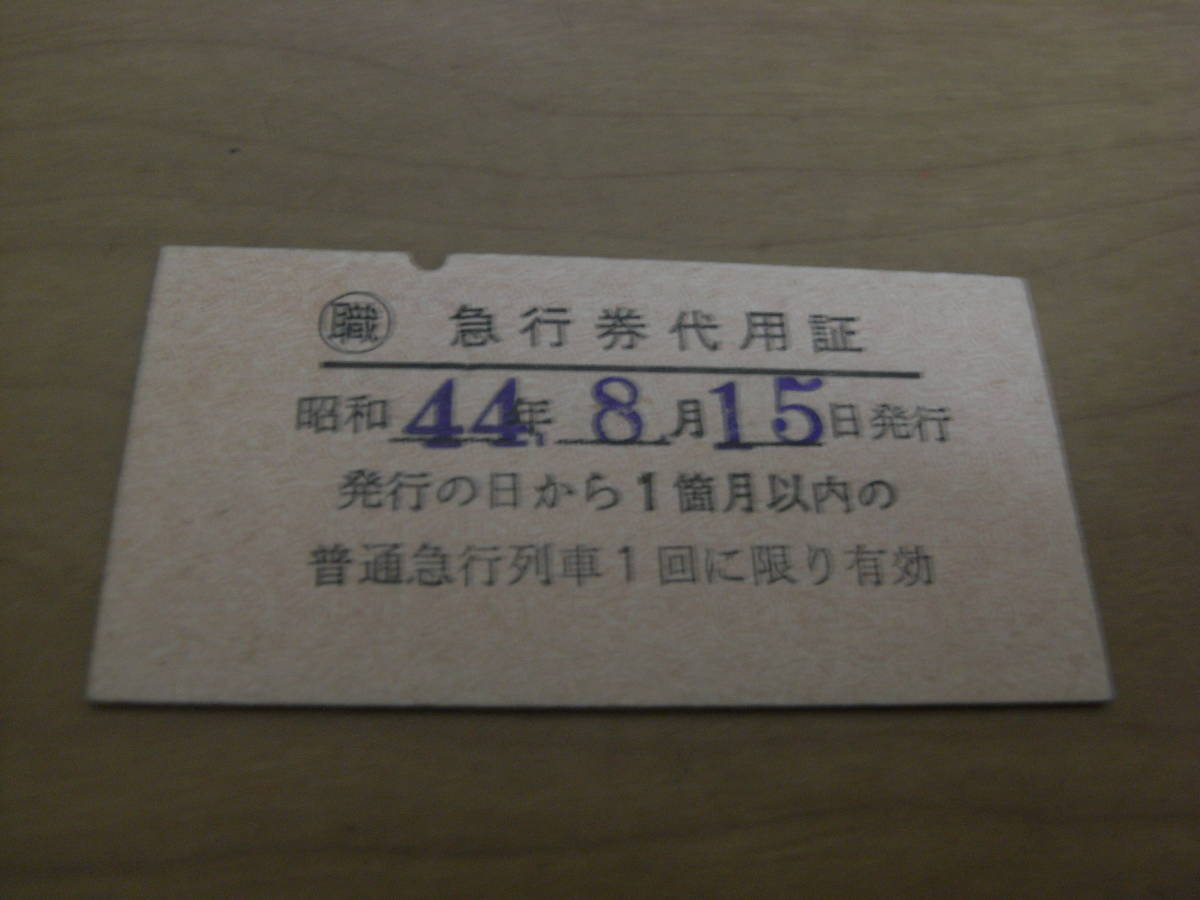 ㊩ 急行券代用証
昭和44年8月15日発行
発行の日から1箇月以内の
普通急行列車1回に限り有効